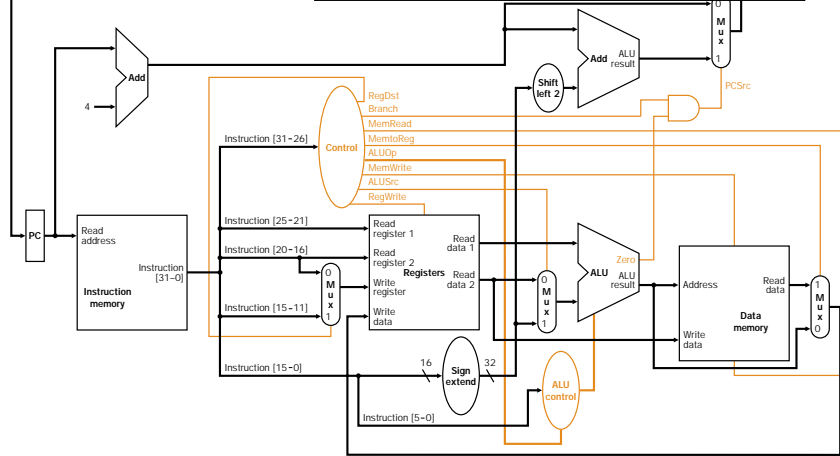 0
M
u
x
1
Add
ALU
result
Add
Shift
left 2
PCSrc
4
RegDst
Branch
MemRead
MemtoReg
ALUOp
MemWrite
ALUSrc
RegWrite
Control
Instruction [31–26]
Instruction [25–21]
Instruction [20–16]
Instruction [15–11]
Instruction [15–0]
Instruction [5–0]
PC
Read
address
Instruction
[31–0]
Instruction
memory
0
M
u
x
1
Read
register 1
Read
register 2
Write
register
Write
data
Registers
Read
data 1
Read
data 2
0
M
u
x
1
Zero
ALU
ALU
result
Address
Write
data
Read
data
Data
memory
1
M
u
x
0
16
Sign
extend
32
ALU
control